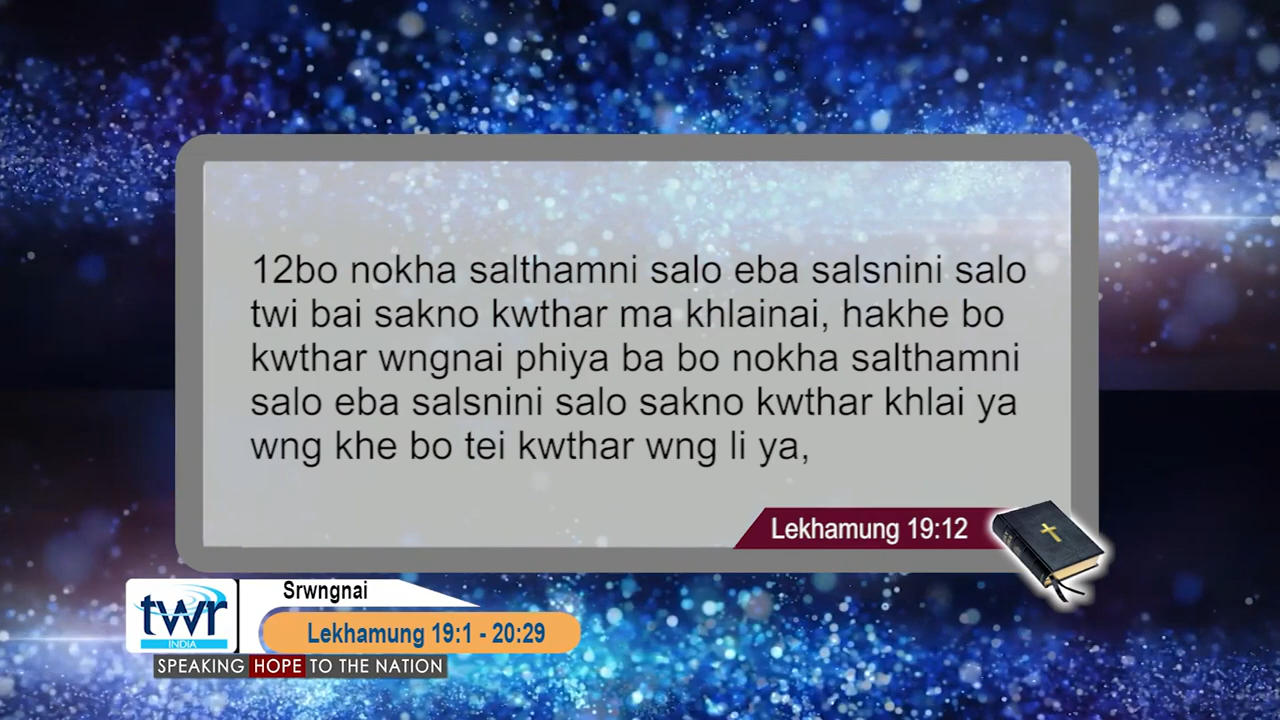 12bo nokha salthamni salo eba salsnini salo
twi bai sakno kwthar ma khlainai, hakhe bo
kwthar wngnai phiya ba bo nokha salthamni
salo eba salsnini salo sakno kwthar khlai ya
wng khe bo tei kwthar wng li ya,
Lekhamung 19:12
Srwngnai
twr
INDIA
Lekhamung 19:1 - 20:29
SPEAKING HOPE TO THE NATION